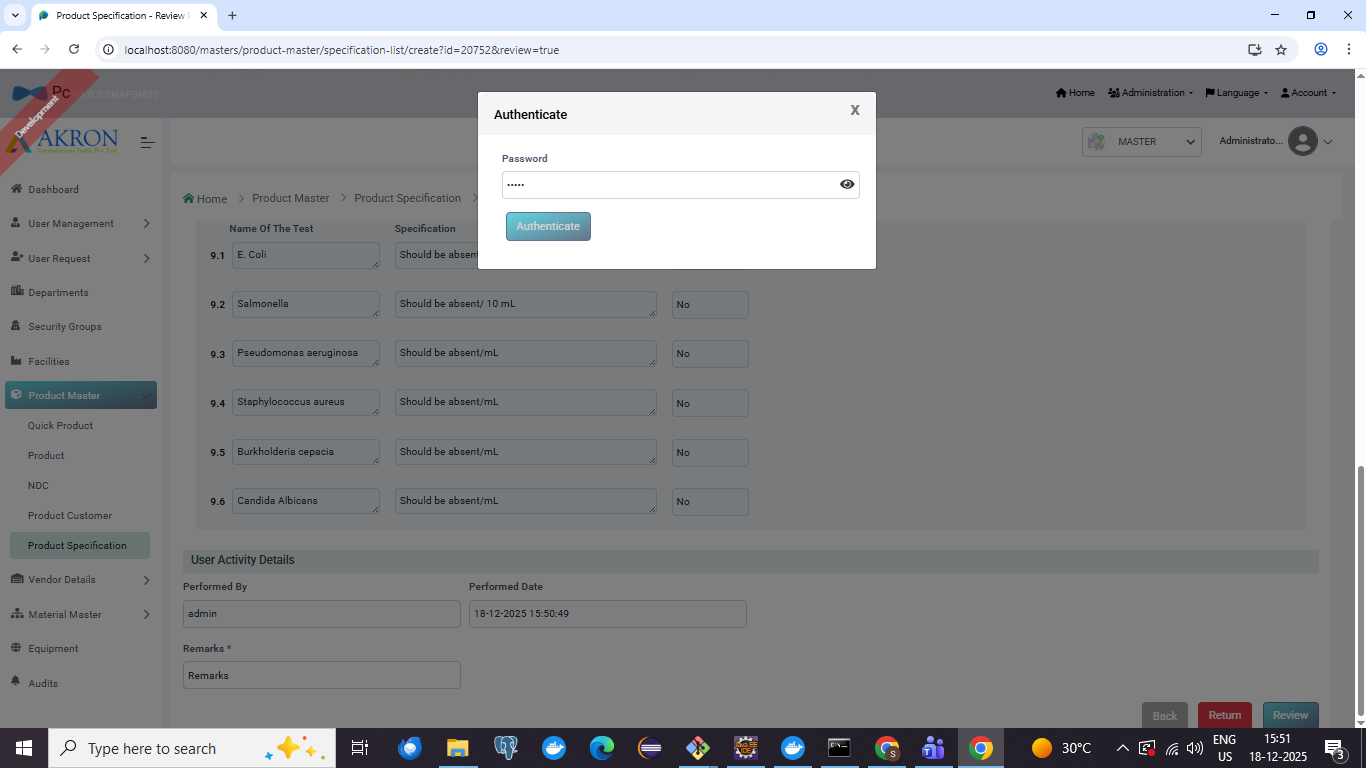 Product Specification - Review
localhost:8080/masters/product-master/specification-list/create?id=20752&review=true
Pc
0.2-SNAPSHOT
Development
Home
Administration
Language
Account
AKRON
MASTER
Administrato...
Dashboard
User Management
User Request
Departments
Security Groups
Facilities
Product Master
Quick Product
Product
NDC
Product Customer
Product Specification
Vendor Details
Material Master
Equipment
Audits
Authenticate
X
Password
•••••
Authenticate
Home > Product Master > Product Specification >
Name Of The Test Specification
9.1 E. Coli Should be absent
9.2 Salmonella Should be absent/ 10 mL No
9.3 Pseudomonas aeruginosa Should be absent/mL No
9.4 Staphylococcus aureus Should be absent/mL No
9.5 Burkholderia cepacia Should be absent/mL No
9.6 Candida Albicans Should be absent/mL No
User Activity Details
Performed By Performed Date
admin 18-12-2025 15:50:49
Remarks *
Remarks
Back Return Review
Type here to search
30°C
ENG
US
15:51
18-12-2025
3